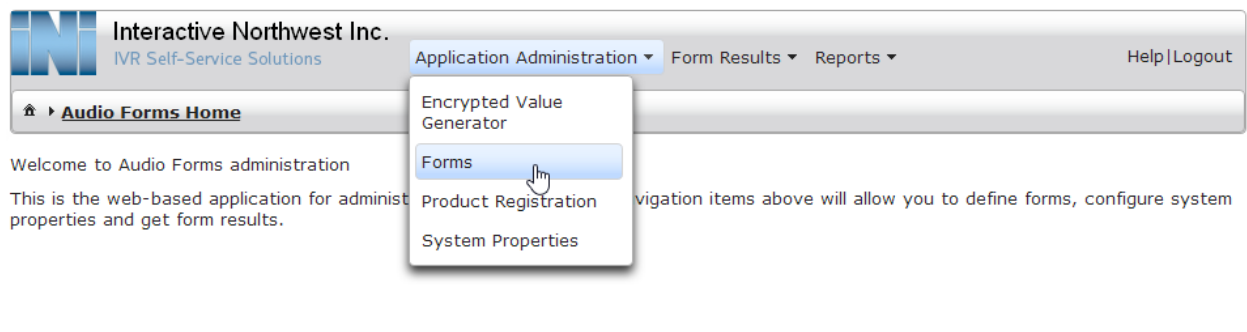 iNi
Interactive Northwest Inc.
IVR Self-Service Solutions
Application Administration Form Results Reports Help|Logout
Audio Forms Home
Encrypted Value
Generator
Forms
Product Registration
System Properties
Welcome to Audio Forms administration
This is the web-based application for administ vigation items above will allow you to define forms, configure system
properties and get form results.